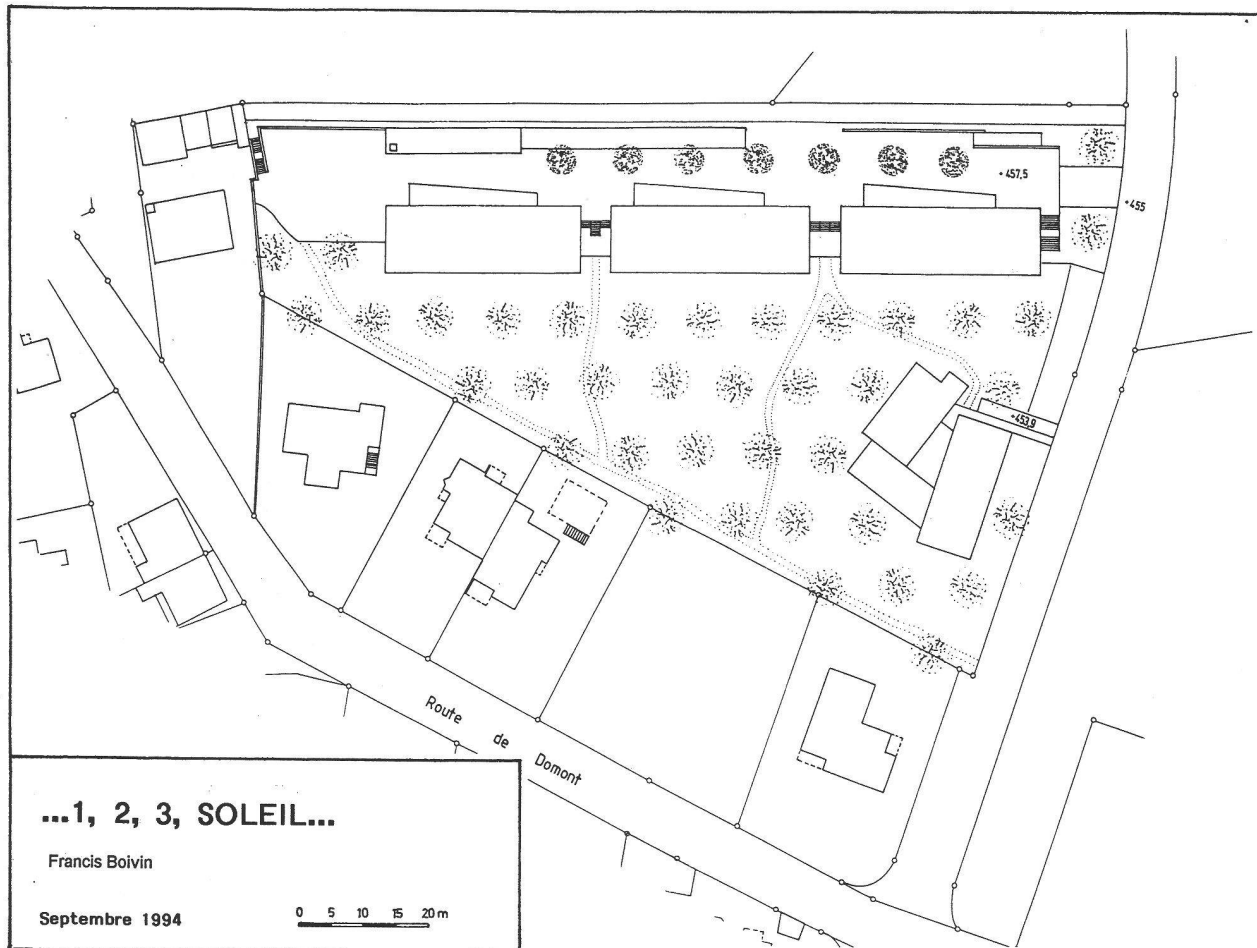 + 457,5
+455
+453,9
Route
de
Domont
...1, 2, 3, SOLEIL...
Francis Boivin
Septembre 1994
0 5 10 15 20 m